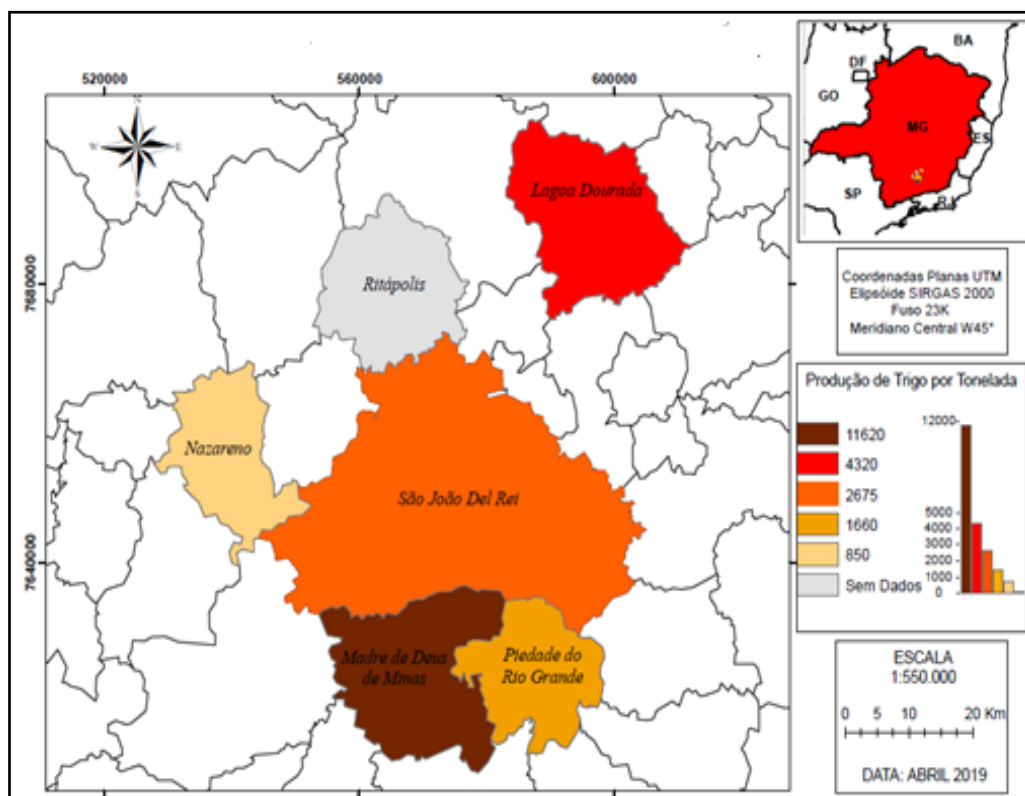 520000
560000
600000
N
W
E
S
7680000
7640000
Lagoa Dourada
Ritápolis
Nazareno
São João Del Rei
Madre de Deus
de Minas
Piedade do
Rio Grande
BA
DF
GO
MG
ES
SP
RJ
Coordenadas Planas UTM
Elipsóide SIRGAS 2000
Fuso 23K
Meridiano Central W45°
Produção de Trigo por Tonelada
11620
4320
2675
1660
850
Sem Dados
12000
5000
4000
3000
2000
1000
0
ESCALA
1:550.000
0 5 10 20 Km
DATA: ABRIL 2019